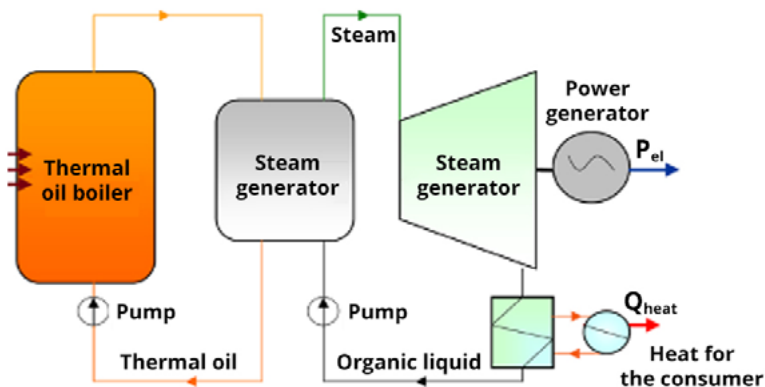 Steam
Power
generator
Thermal
oil boiler
Steam
generator
Steam
generator
Pel
Pump
Pump
Qheat
Thermal oil
Organic liquid
Heat for
the consumer